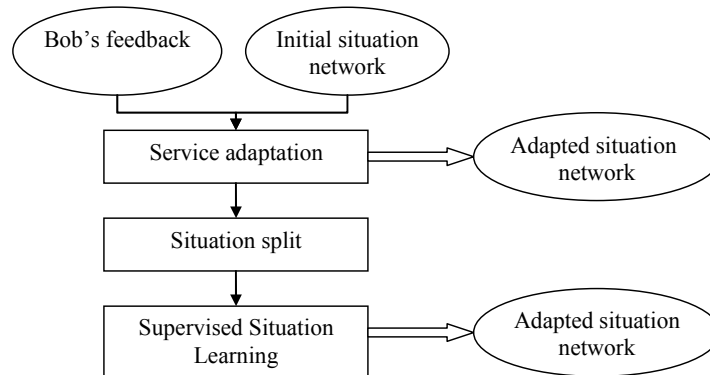 Bob's feedback
Initial situation
network
Service adaptation
Adapted situation
network
Situation split
Supervised Situation
Learning
Adapted situation
network